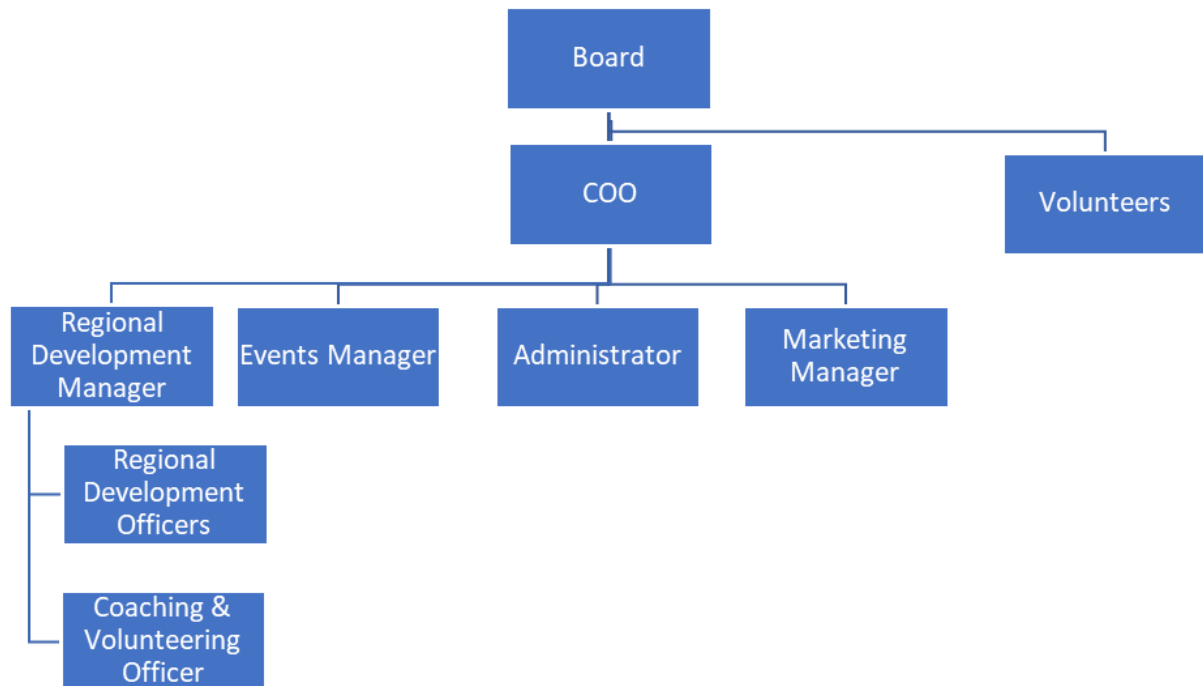 Board
COO
Volunteers
Regional
Development
Manager
Events Manager
Administrator
Marketing
Manager
Regional
Development
Officers
Coaching &
Volunteering
Officer